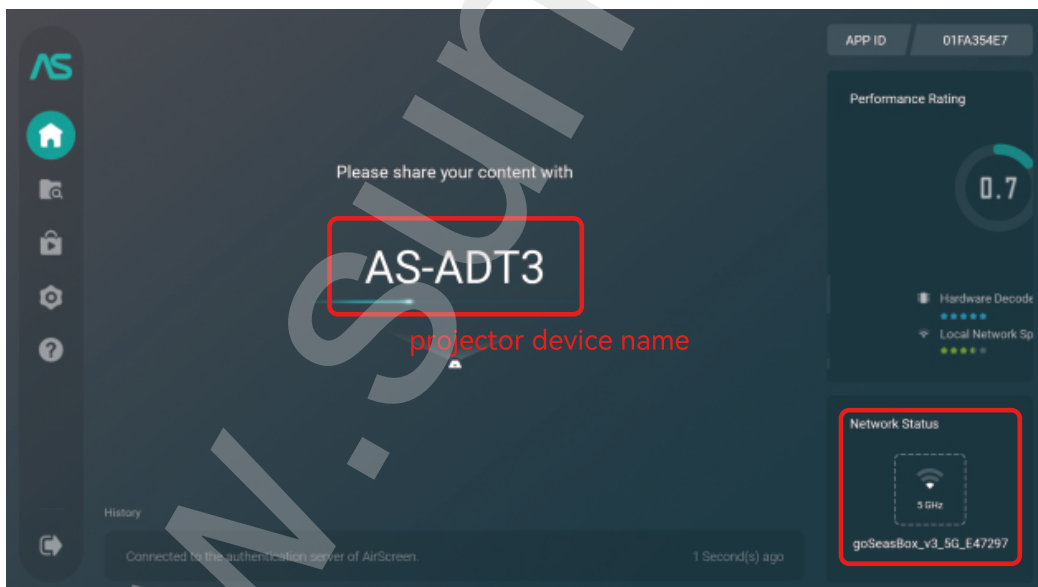 AS
APP ID
01FA354E7
Performance Rating
0.7
Please share your content with
AS-ADT3
projector device name
Hardware Decode
Local Network Sp
Network Status
5 GHz
goSeasBox_v3_5G_E47297
History
Connected to the authentication server of AirScreen.
1 Second(s) ago
w.sun